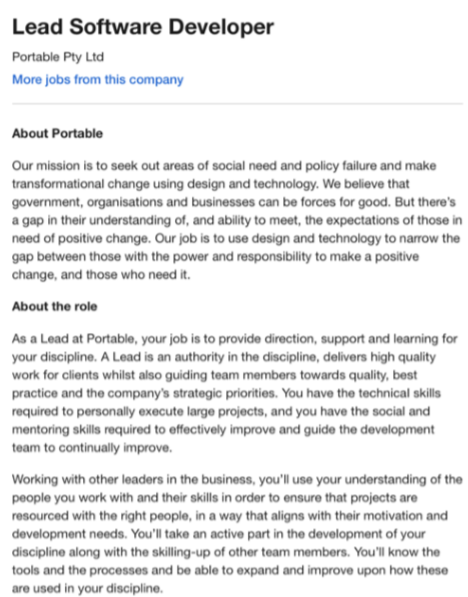 Lead Software Developer
Portable Pty Ltd
More jobs from this company
About Portable
Our mission is to seek out areas of social need and policy failure and make
transformational change using design and technology. We believe that
government, organisations and businesses can be forces for good. But there's
a gap in their understanding of, and ability to meet, the expectations of those in
need of positive change. Our job is to use design and technology to narrow the
gap between those with the power and responsibility to make a positive
change, and those who need it.
About the role
As a Lead at Portable, your job is to provide direction, support and learning for
your discipline. A Lead is an authority in the discipline, delivers high quality
work for clients whilst also guiding team members towards quality, best
practice and the company's strategic priorities. You have the technical skills
required to personally execute large projects, and you have the social and
mentoring skills required to effectively improve and guide the development
team to continually improve.
Working with other leaders in the business, you'll use your understanding of the
people you work with and their skills in order to ensure that projects are
resourced with the right people, in a way that aligns with their motivation and
development needs. You'll take an active part in the development of your
discipline along with the skilling-up of other team members. You'll know the
tools and the processes and be able to expand and improve upon how these
are used in your discipline.